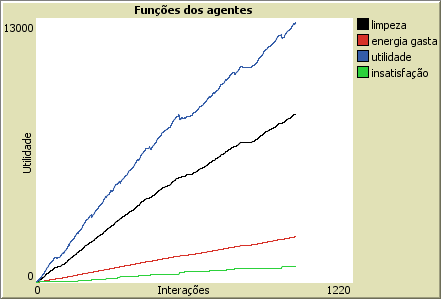 Funções dos agentes
13000
Utilidade
0
0
Interações
1220
limpeza
energia gasta
utilidade
insatisfação